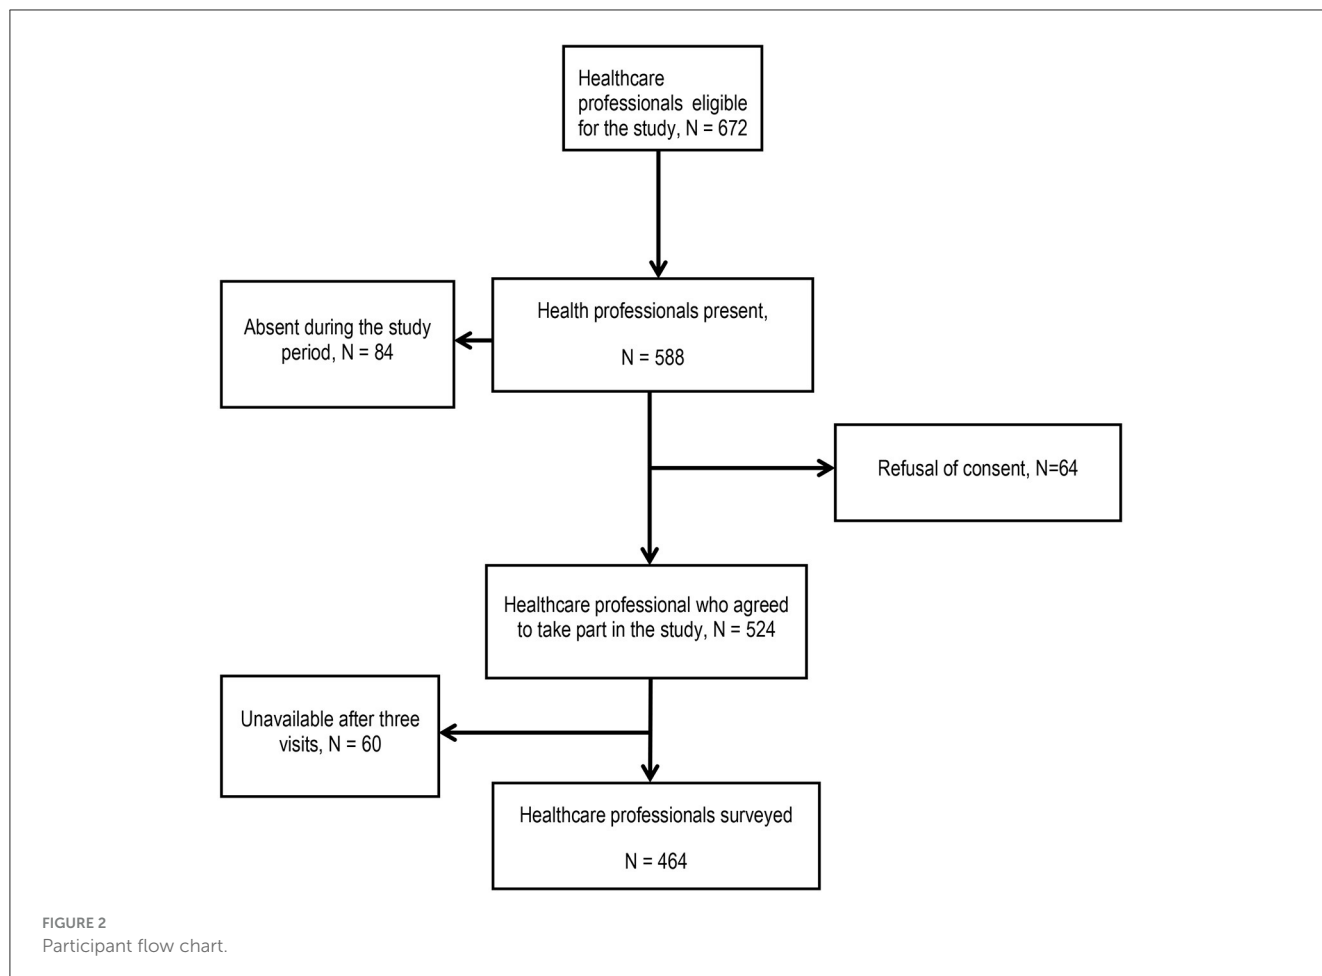 Healthcare
professionals eligible
for the study, N = 672
Health professionals present,
N = 588
Absent during the study
period, N = 84
Refusal of consent, N=64
Healthcare professional who agreed
to take part in the study, N = 524
Unavailable after three
visits, N = 60
Healthcare professionals surveyed
N = 464
FIGURE 2
Participant flow chart.